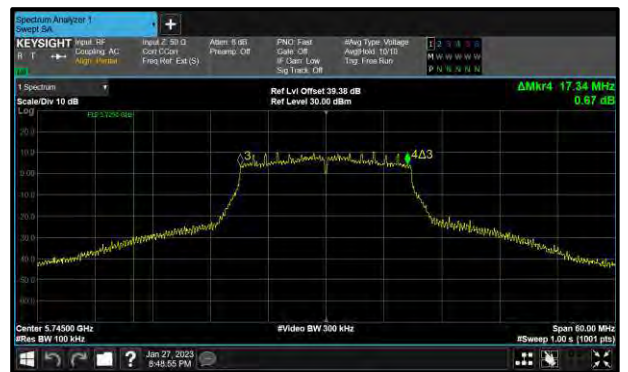 Spectrum Analyzer 1
Swept SA
+
KEYSIGHT
R T
Input: RF
Coupling: AC
Align: Partial
Input Z: 50 Ω
Corr CCorr
Freq Ref: Ext (S)
Atten: 6 dB
Preamp: Off
PNO: Fast
Gate: Off
IF Gain: Low
Sig Track: Off
#Avg Type: Voltage
Avg|Hold: 10/10
Trig: Free Run
1 2 3 4 5 6
M W W W W W
P N N N N N
1 Spectrum
Scale/Div 10 dB
Log
Ref Lvl Offset 39.38 dB
Ref Level 30.00 dBm
ΔMkr4 17.34 MHz
0.67 dB
20.0
10.0
0.00
-10.0
-20.0
-30.0
-40.0
-50.0
-60.0
3
4Δ3
Center 5.74500 GHz
#Res BW 100 kHz
#Video BW 300 kHz
Span 60.00 MHz
#Sweep 1.00 s (1001 pts)
?
Jan 27, 2023
8:48:55 PM